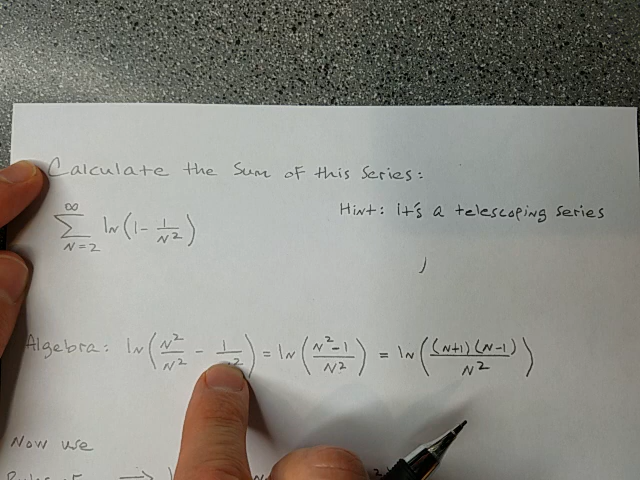 Calculate the Sum of this Series:
∞
∑ ln(1 - 1/N²)
N=2
Hint: it's a telescoping series
Algebra: ln(N²/N² - 1/N²) = ln((N²-1)/N²) = ln((N+1)(N-1)/N²)
Now use